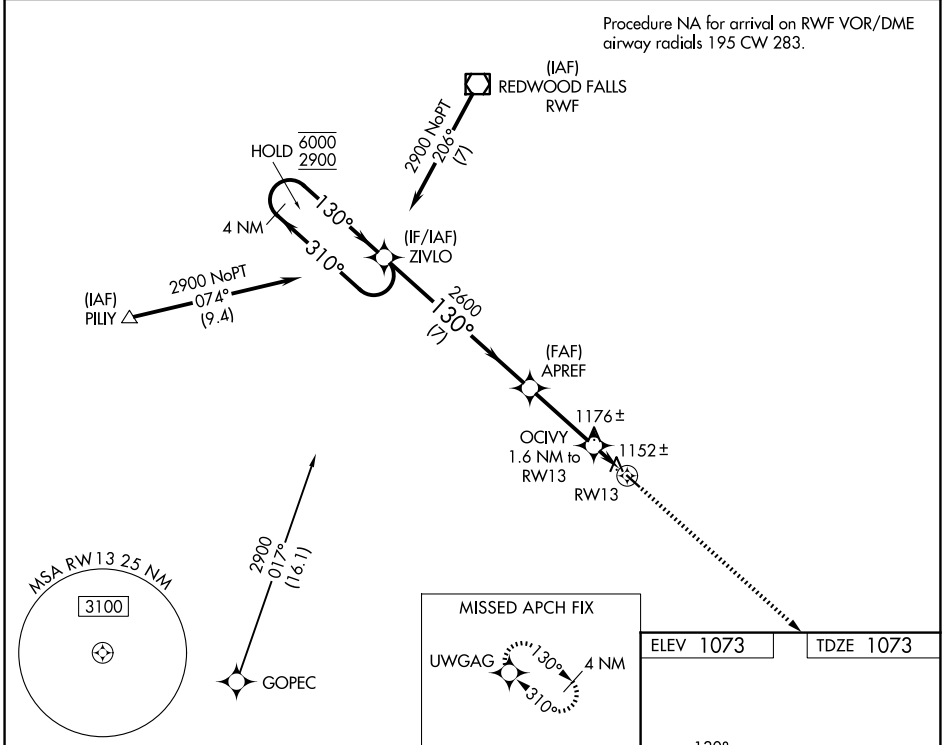 Procedure NA for arrival on RWF VOR/DME
airway radials 195 CW 283.
(IAF)
REDWOOD FALLS
RWF
2900 NoPT
206°
(7)
HOLD 6000
2900
130°
4 NM
310°
(IF/IAF)
ZIVLO
2900 NoPT
074°
(9.4)
(IAF)
PILIY
2600
130°
(7)
(FAF)
APREF
1176 ±
OCIVY
1.6 NM to
RW13
1152 ±
RW13
2900
017°
(16.1)
GOPEC
MSA RW13 25 NM
3100
MISSED APCH FIX
UWGAG
130°
4 NM
310°
ELEV 1073
TDZE 1073